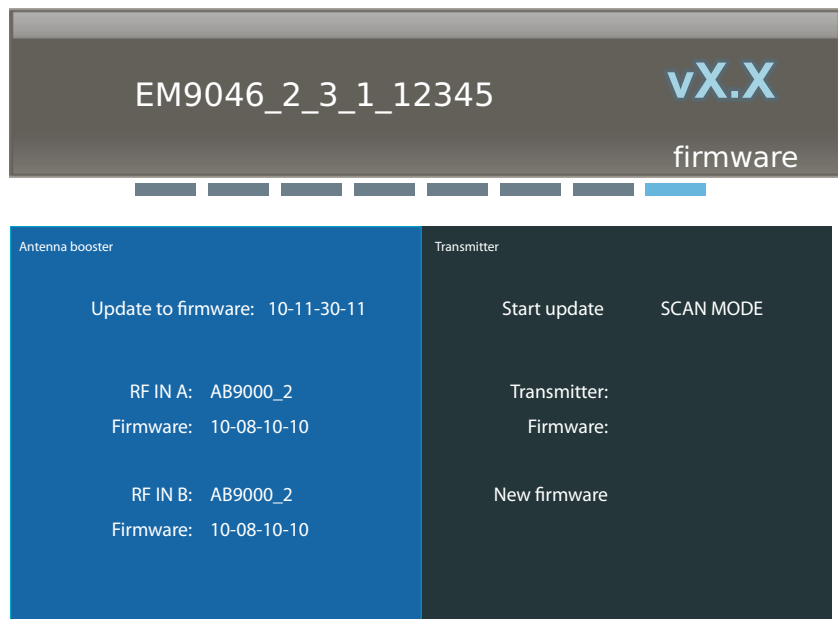 EM9046_2_3_1_12345
vX.X
firmware
Antenna booster
Update to firmware: 10-11-30-11
RF IN A: AB9000_2
Firmware: 10-08-10-10
RF IN B: AB9000_2
Firmware: 10-08-10-10
Transmitter
Start update SCAN MODE
Transmitter:
Firmware:
New firmware